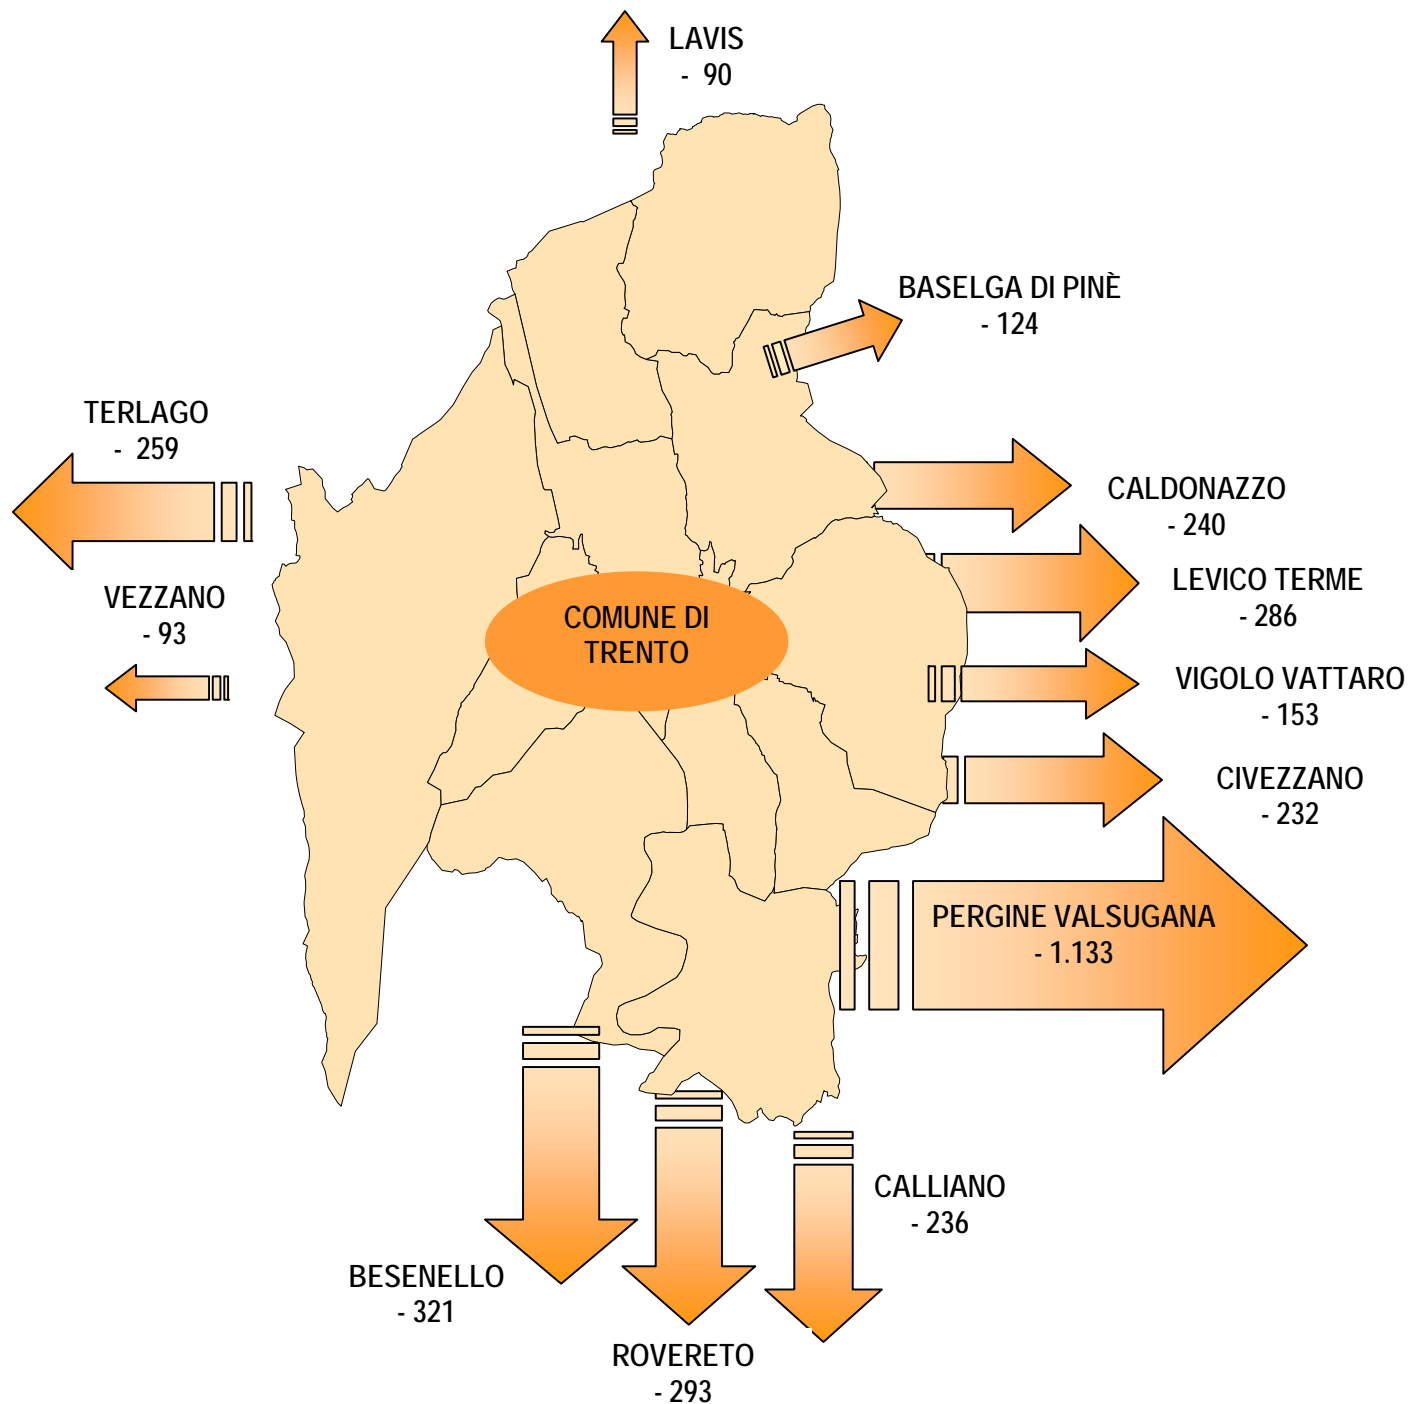 LAVIS
- 90
BASELGA DI PINÈ
- 124
TERLAGO
- 259
CALDONAZZO
- 240
LEVICO TERME
- 286
VEZZANO
- 93
COMUNE DI
TRENTO
VIGOLO VATTARO
- 153
CIVEZZANO
- 232
PERGINE VALSUGANA
- 1.133
CALLIANO
- 236
BESENELLO
- 321
ROVERETO
- 293